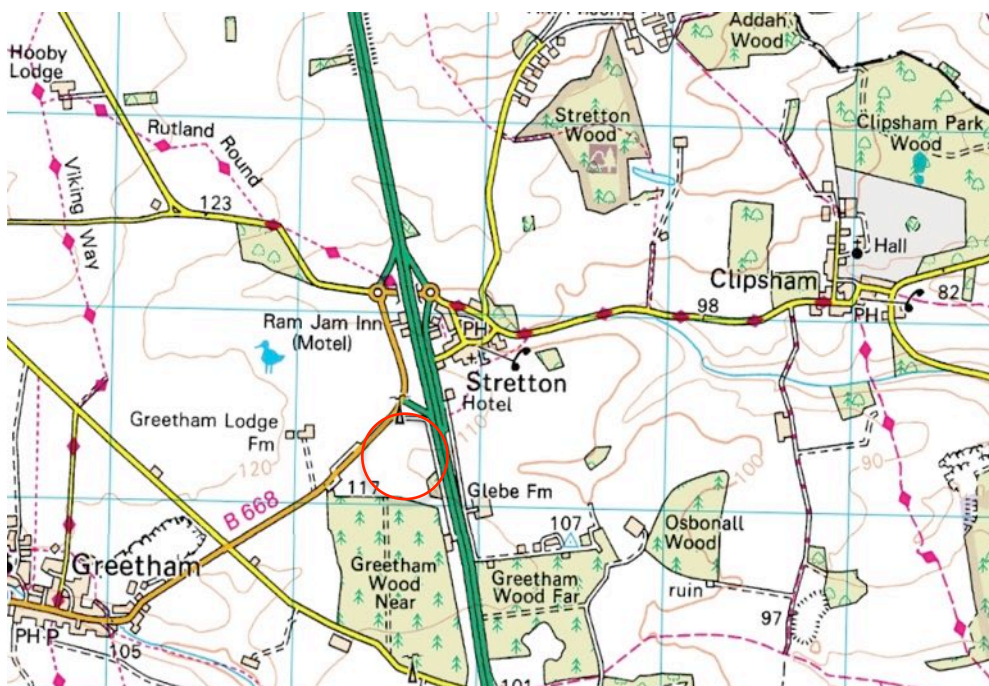 Addah
Wood
Hooby
Lodge
Stretton
Wood
Clipsham Park
Wood
Rutland
Round
Viking
Way
123
Hall
Clipsham
82
98
PH
PH
Ram Jam Inn
(Motel)
Stretton
Hotel
110
Greetham Lodge
Fm
120
100
90
117
Glebe Fm
B 668
107
Osbonall
Wood
Greetham
Greetham
Wood
Near
Greetham
Wood Far
ruin
97
PH P
105
101